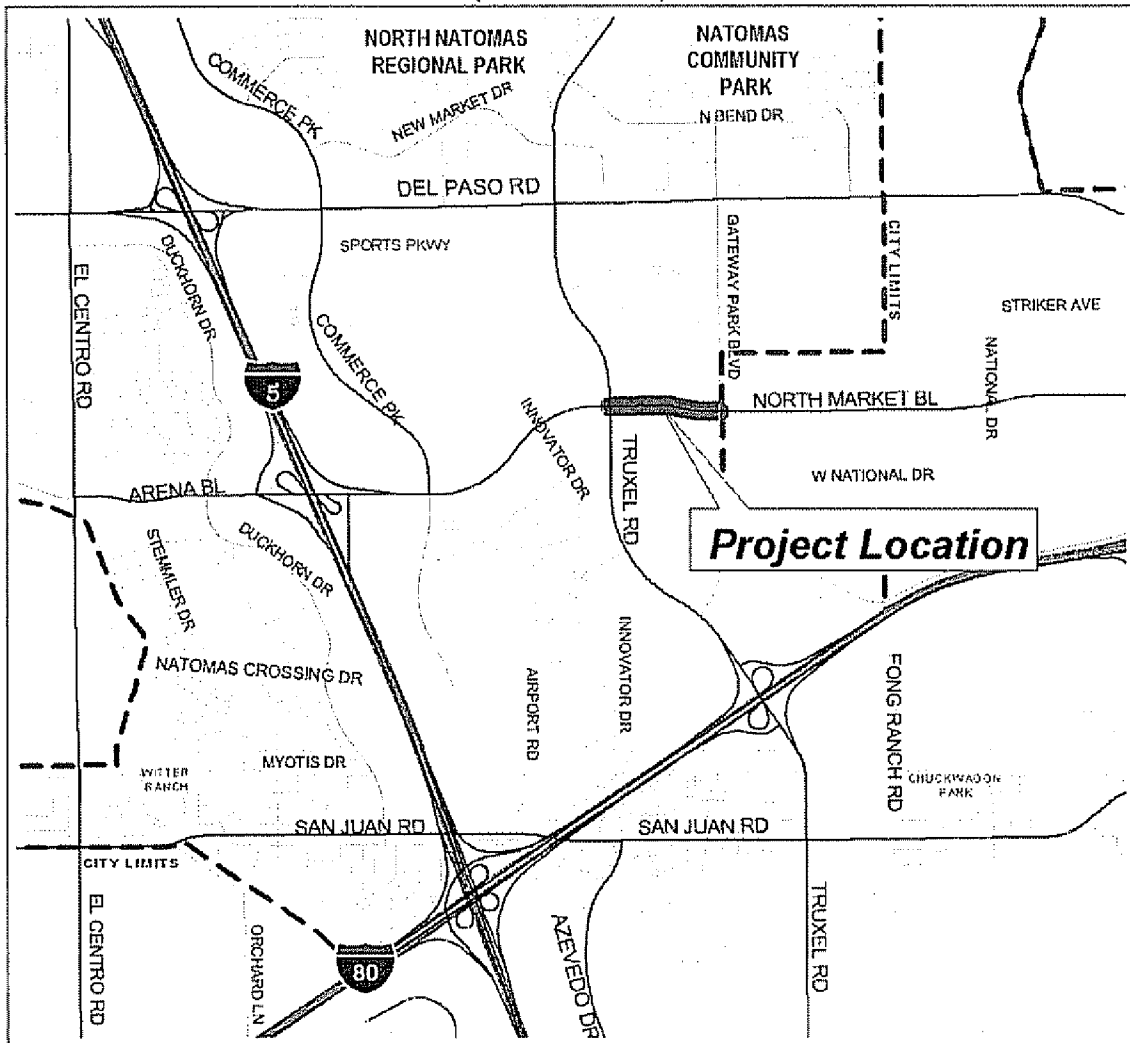 NORTH NATOMAS
REGIONAL PARK
NATOMAS
COMMUNITY
PARK
COMMERCE PK
NEW MARKET DR
N BEND DR
DEL PASO RD
SPORTS PKWY
GATEWAY PARK BLVD
CITY LIMITS
DUCKHORN DR
EL CENTRO RD
STRIKER AVE
COMMERCE PK
NATIONAL DR
5
NORTH MARKET BL
INNOVATOR DR
TRUXEL RD
W NATIONAL DR
ARENA BL
Project Location
STEMMLER DR
DUCKHORN DR
NATOMAS CROSSING DR
AIRPORT RD
INNOVATOR DR
FONG RANCH RD
WITTER
RANCH
MYOTIS DR
CHUCKWAGON
PARK
SAN JUAN RD
SAN JUAN RD
CITY LIMITS
EL CENTRO RD
ORCHARD LN
80
AZEVEDO DR
TRUXEL RD